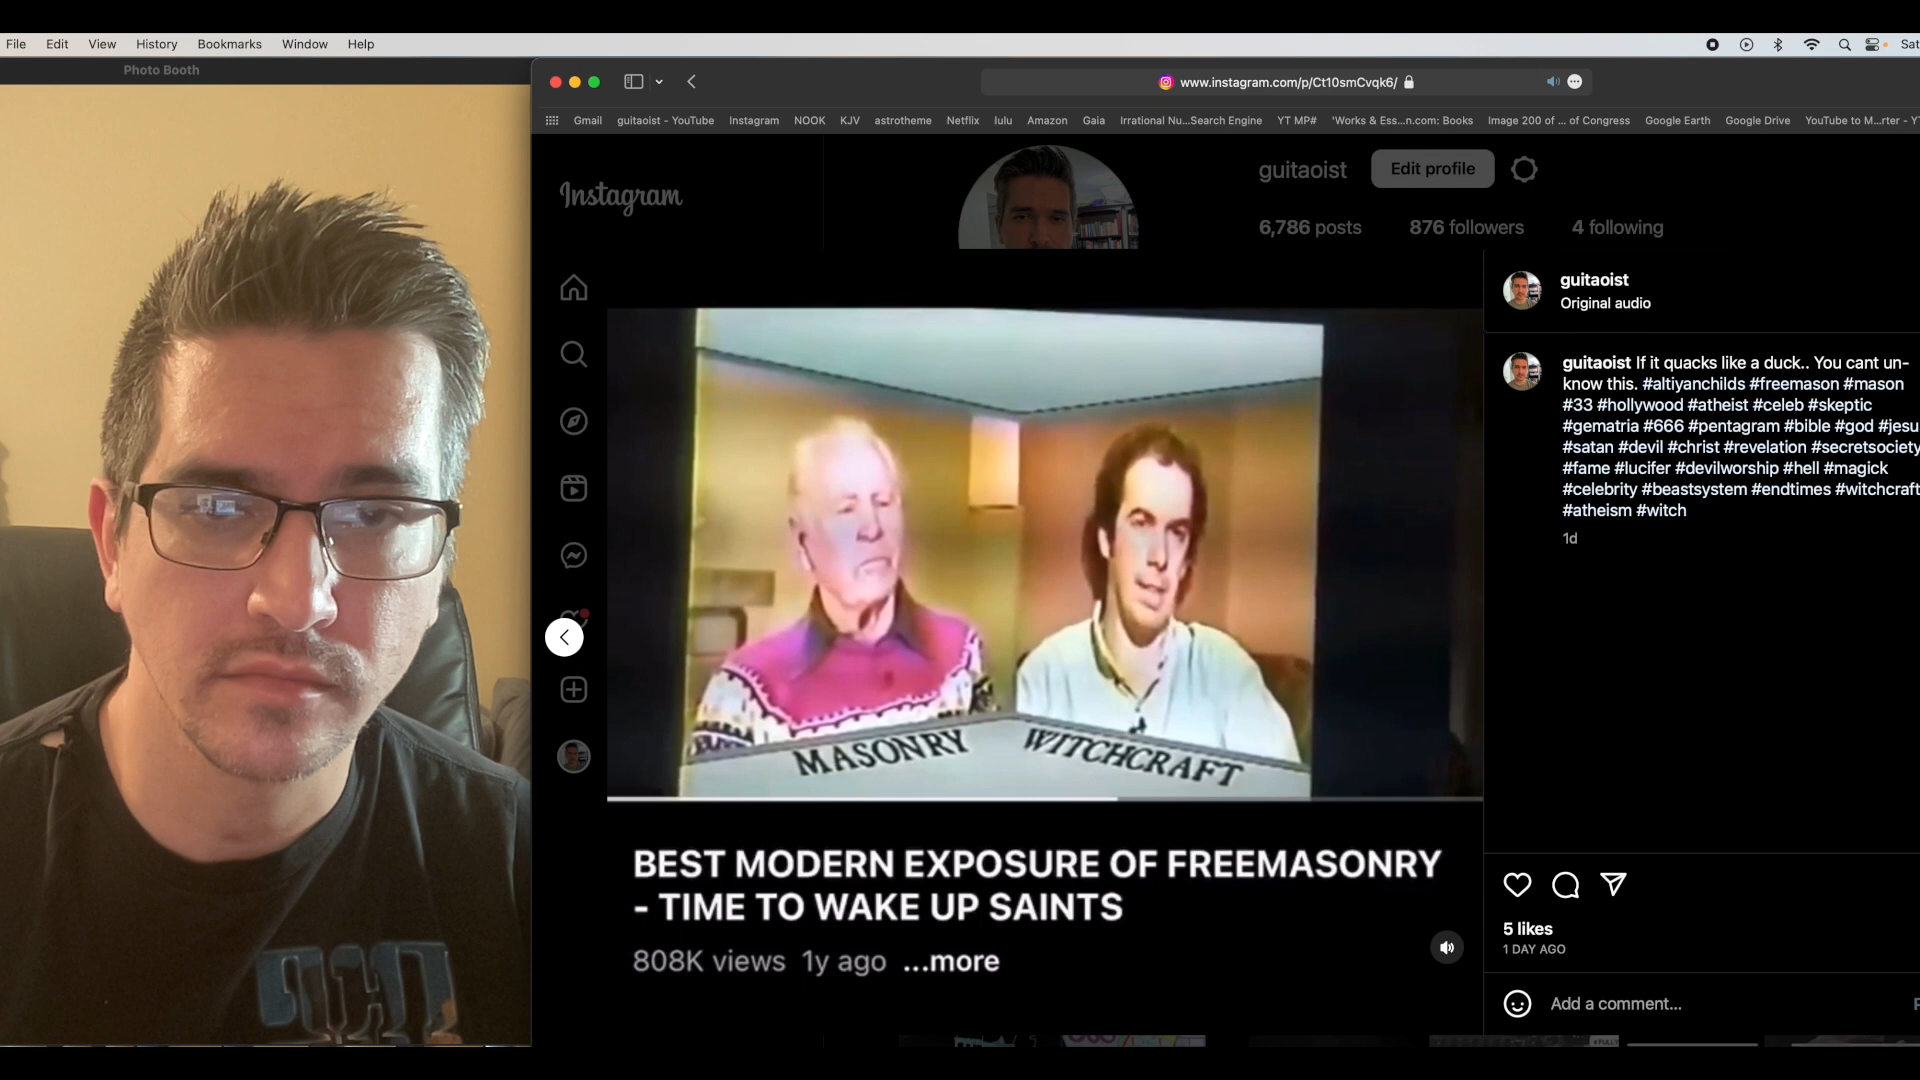 File Edit View History Bookmarks Window Help
Sat
Photo Booth
www.instagram.com/p/Ct10smCvqk6/
Gmail guitaoist - YouTube Instagram NOOK KJV astrotheme Netflix lulu Amazon Gaia Irrational Nu...Search Engine YT MP# 'Works & Ess...n.com: Books Image 200 of ... of Congress Google Earth Google Drive YouTube to M...rter - YT
Instagram
guitaoist Edit profile
6,786 posts 876 followers 4 following
guitaoist
Original audio
guitaoist If it quacks like a duck.. You cant un-
know this. #altiyanchilds #freemason #mason
#33 #hollywood #atheist #celeb #skeptic
#gematria #666 #pentagram #bible #god #jesu
#satan #devil #christ #revelation #secretsociety
#fame #lucifer #devilworship #hell #magick
#celebrity #beastsystem #endtimes #witchcraft
#atheism #witch
1d
MASONRY WITCHCRAFT
BEST MODERN EXPOSURE OF FREEMASONRY
- TIME TO WAKE UP SAINTS
808K views 1y ago ...more
5 likes
1 DAY AGO
Add a comment...